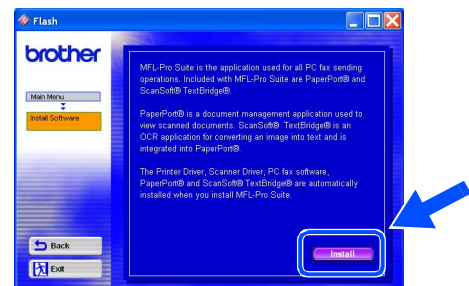 Flash
brother
Main Menu
Install Software
MFL-Pro Suite is the application used for all PC fax sending
operations. Included with MFL-Pro Suite are PaperPort® and
ScanSoft® TextBridge®.
PaperPort® is a document management application used to
view scanned documents. ScanSoft® TextBridge® is an
OCR application for converting an image into text and is
integrated into PaperPort®.
The Printer Driver, Scanner Driver, PC fax software,
PaperPort® and ScanSoft® TextBridge® are automatically
installed when you install MFL-Pro Suite.
Back
Exit
Install